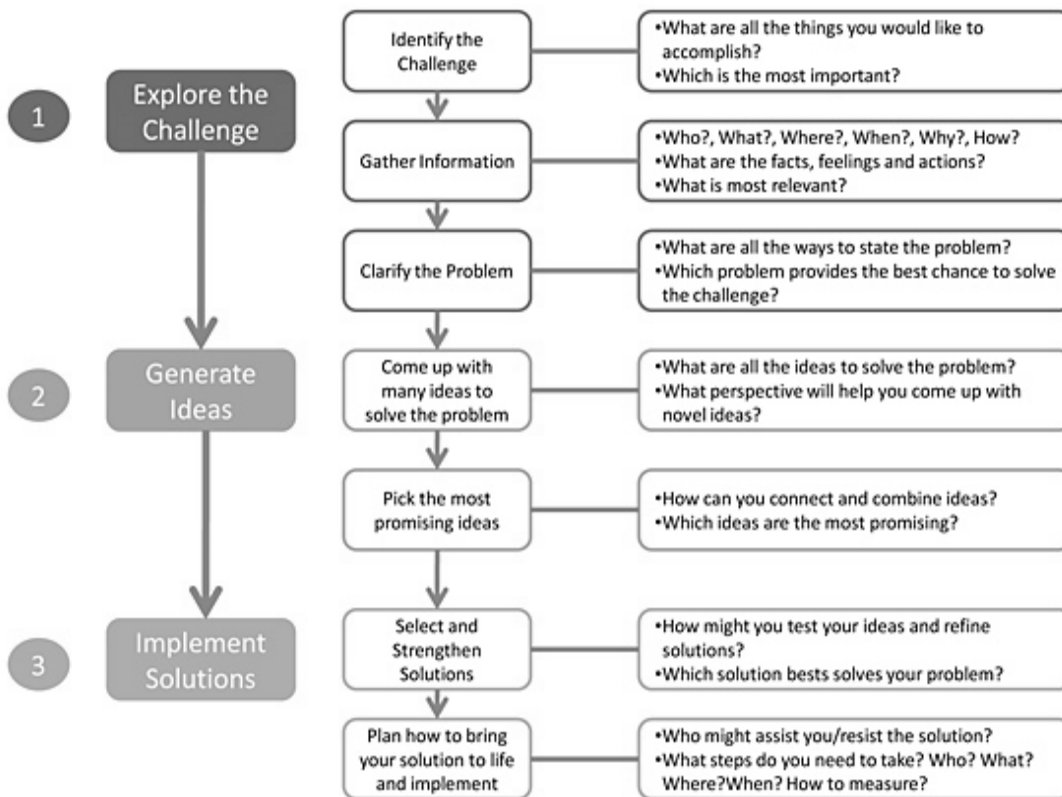 1
Explore the
Challenge
Identify the
Challenge
•What are all the things you would like to
accomplish?
•Which is the most important?
Gather Information
•Who?, What?, Where?, When?, Why?, How?
•What are the facts, feelings and actions?
•What is most relevant?
Clarify the Problem
•What are all the ways to state the problem?
•Which problem provides the best chance to solve
the challenge?
2
Generate
Ideas
Come up with
many ideas to
solve the problem
•What are all the ideas to solve the problem?
•What perspective will help you come up with
novel ideas?
Pick the most
promising ideas
•How can you connect and combine ideas?
•Which ideas are the most promising?
3
Implement
Solutions
Select and
Strengthen
Solutions
•How might you test your ideas and refine
solutions?
•Which solution bests solves your problem?
Plan how to bring
your solution to life
and implement
•Who might assist you/resist the solution?
•What steps do you need to take? Who? What?
Where?When? How to measure?